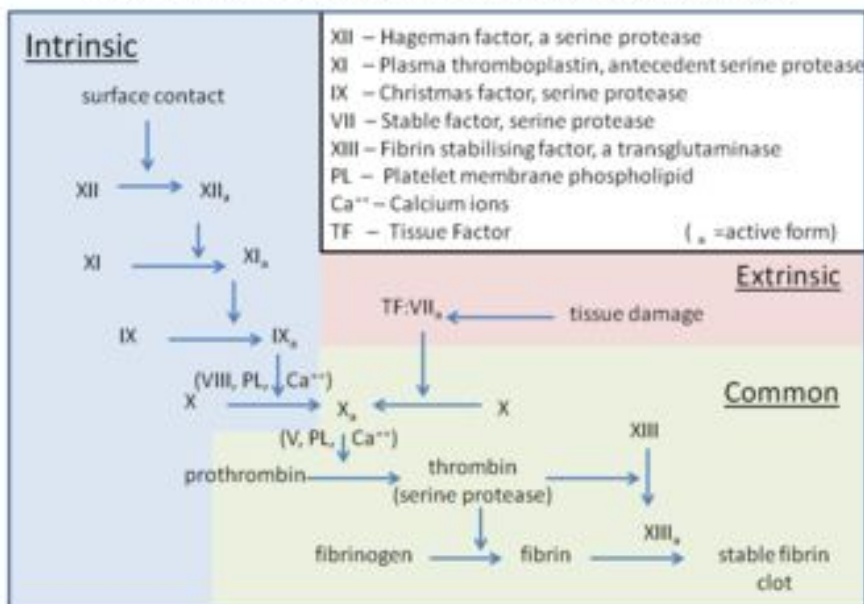 Intrinsic
XII – Hageman factor, a serine protease
XI – Plasma thromboplastin, antecedent serine protease
IX – Christmas factor, serine protease
VII – Stable factor, serine protease
XIII – Fibrin stabilising factor, a transglutaminase
PL – Platelet membrane phospholipid
Ca⁺⁺ – Calcium ions
TF – Tissue Factor (ₐ =active form)
surface contact
XII XIIₐ
XI XIₐ
Extrinsic
TF:VIIₐ tissue damage
IX IXₐ
(VIII, PL, Ca⁺⁺)
Common
X Xₐ X
XIII
(V, PL, Ca⁺⁺)
prothrombin thrombin
(serine protease)
fibrinogen fibrin XIIIₐ stable fibrin
clot